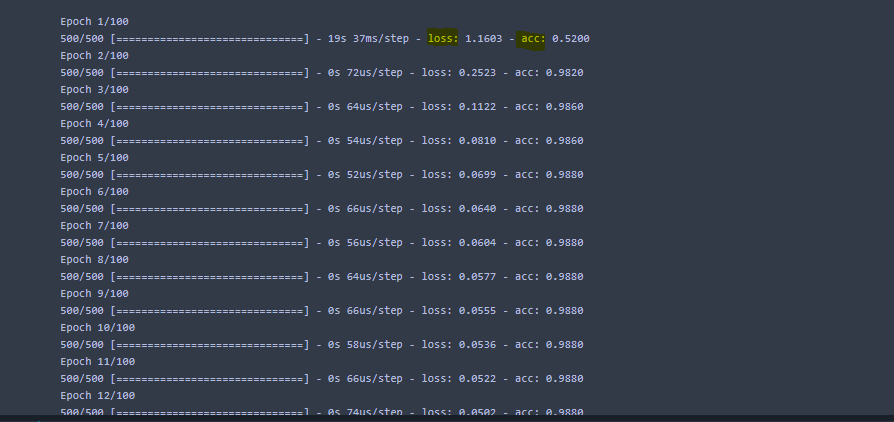 Epoch 1/100
500/500 [==============================] - 19s 37ms/step - loss: 1.1603 - acc: 0.5200
Epoch 2/100
500/500 [==============================] - 0s 72us/step - loss: 0.2523 - acc: 0.9820
Epoch 3/100
500/500 [==============================] - 0s 64us/step - loss: 0.1122 - acc: 0.9860
Epoch 4/100
500/500 [==============================] - 0s 54us/step - loss: 0.0810 - acc: 0.9860
Epoch 5/100
500/500 [==============================] - 0s 52us/step - loss: 0.0699 - acc: 0.9880
Epoch 6/100
500/500 [==============================] - 0s 66us/step - loss: 0.0640 - acc: 0.9880
Epoch 7/100
500/500 [==============================] - 0s 56us/step - loss: 0.0604 - acc: 0.9880
Epoch 8/100
500/500 [==============================] - 0s 64us/step - loss: 0.0577 - acc: 0.9880
Epoch 9/100
500/500 [==============================] - 0s 66us/step - loss: 0.0555 - acc: 0.9880
Epoch 10/100
500/500 [==============================] - 0s 58us/step - loss: 0.0536 - acc: 0.9880
Epoch 11/100
500/500 [==============================] - 0s 66us/step - loss: 0.0522 - acc: 0.9880
Epoch 12/100
500/500 [==============================] - 0s 74us/step - loss: 0.0502 - acc: 0.9880